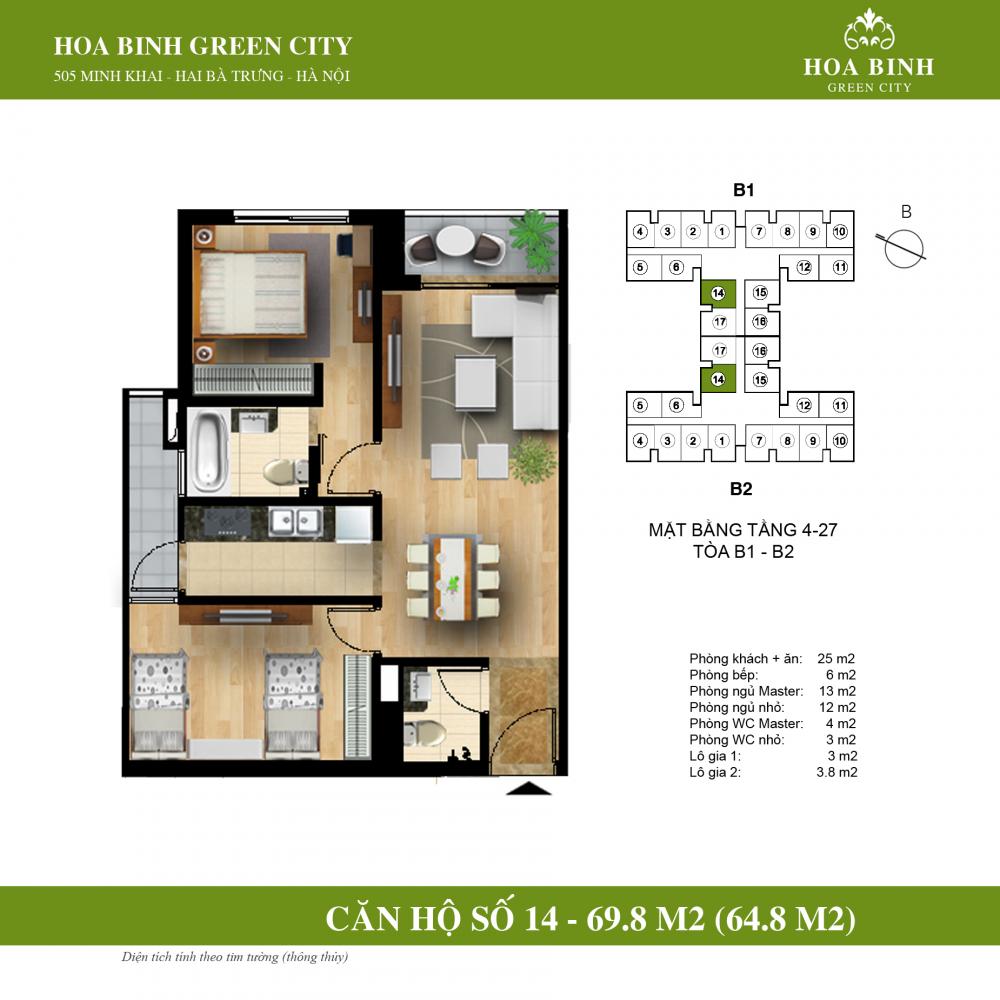 HOA BINH GREEN CITY
505 MINH KHAI - HAI BÀ TRƯNG - HÀ NỘI
HOA BINH
GREEN CITY
B1
B
4 3 2 1 7 8 9 10
5 6 12 11
14 15
17 16
17 16
14 15
5 6 12 11
4 3 2 1 7 8 9 10
B2
MẶT BẰNG TẦNG 4-27
TÒA B1 - B2
Phòng khách + ăn: 25 m2
Phòng bếp: 6 m2
Phòng ngủ Master: 13 m2
Phòng ngủ nhỏ: 12 m2
Phòng WC Master: 4 m2
Phòng WC nhỏ: 3 m2
Lô gia 1: 3 m2
Lô gia 2: 3.8 m2
CĂN HỘ SỐ 14 - 69.8 M2 (64.8 M2)
Diện tích tính theo tim tường (thông thủy)